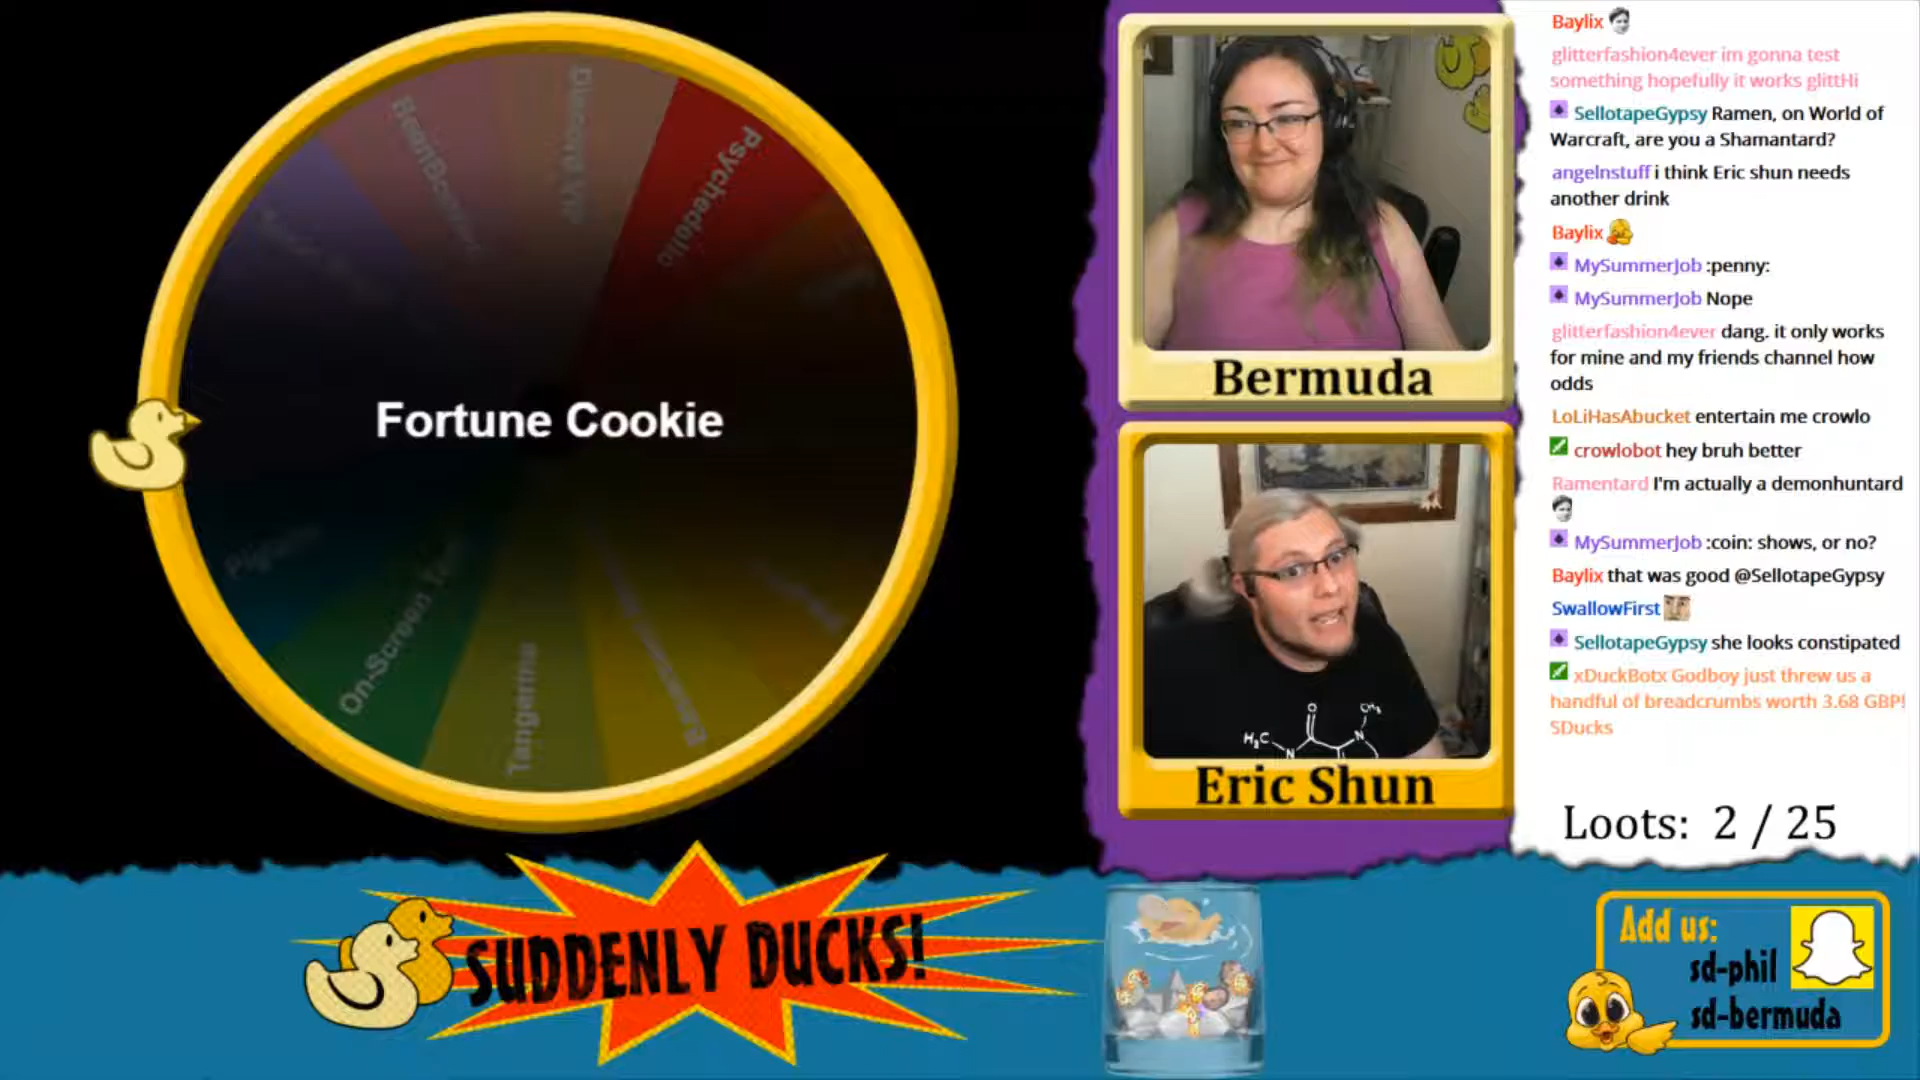 Psychedelic
Fortune Cookie
On-Screen
Tangerine
Bermuda
Eric Shun
H₃C
O
CH₃
N
N
Baylix
glitterfashion4ever im gonna test
something hopefully it works glittHi
SellotapeGypsy Ramen, on World of
Warcraft, are you a Shamantard?
angelnstuff i think Eric shun needs
another drink
Baylix
MySummerJob :penny:
MySummerJob Nope
glitterfashion4ever dang. it only works
for mine and my friends channel how
odds
LoLiHasAbucket entertain me crowlo
crowlobot hey bruh better
Ramentard I'm actually a demonhuntard
MySummerJob :coin: shows, or no?
Baylix that was good @SellotapeGypsy
SwallowFirst
SellotapeGypsy she looks constipated
xDuckBotx Godboy just threw us a
handful of breadcrumbs worth 3.68 GBP!
SDucks
Loots: 2 / 25
SUDDENLY DUCKS!
Add us:
sd-phil
sd-bermuda